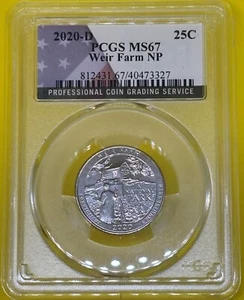 2020-D 25C
PCGS MS67
Weir Farm NP
812431.67/40473327
PROFESSIONAL COIN GRADING SERVICE
2020